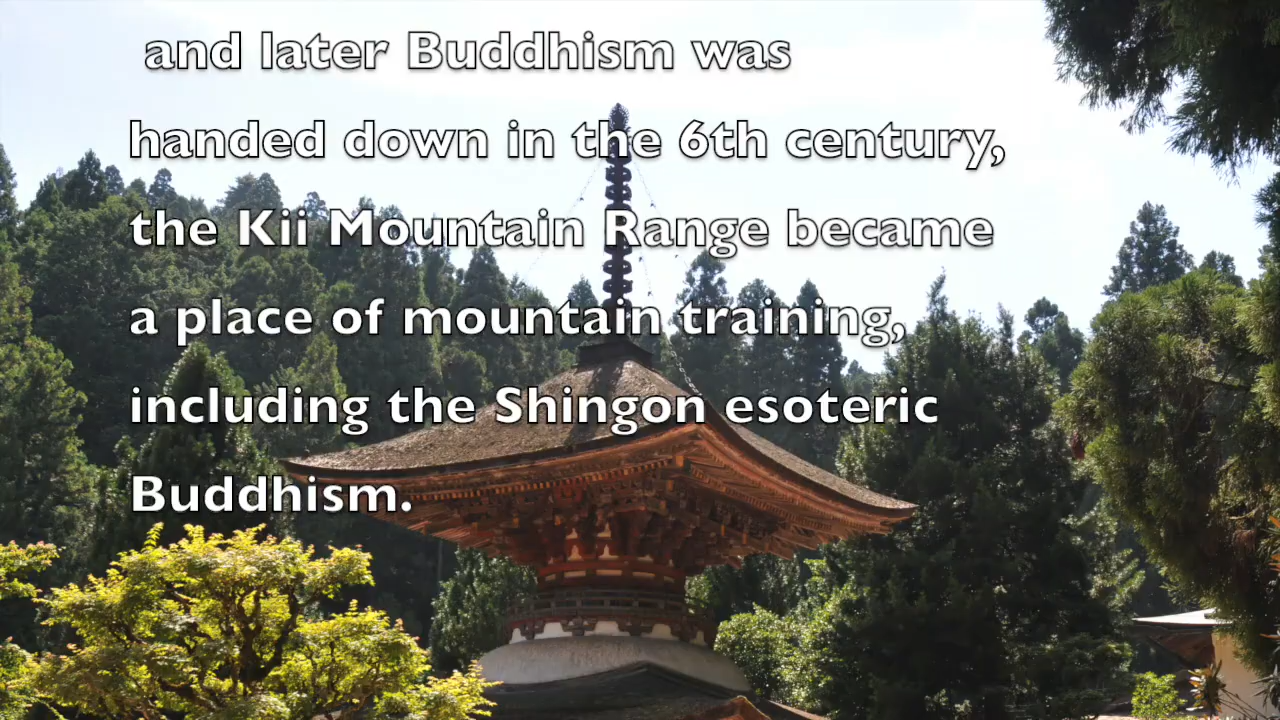 and later Buddhism was
handed down in the 6th century,
the Kii Mountain Range became
a place of mountain training,
including the Shingon esoteric
Buddhism.